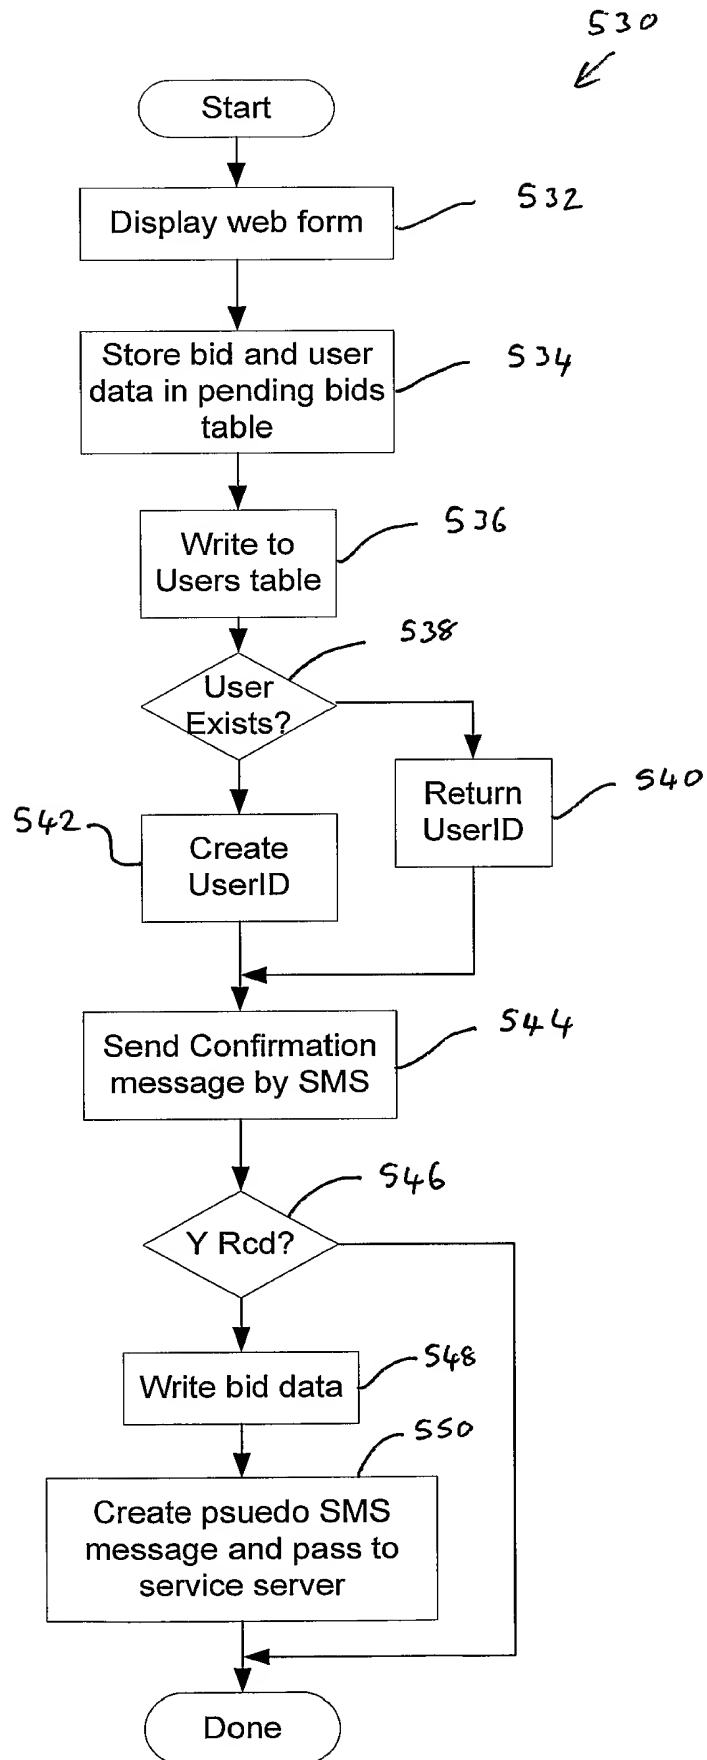 530
Start
Display web form
532
Store bid and user
data in pending bids
table
534
Write to
Users table
536
User
Exists?
538
Return
UserID
540
542
Create
UserID
Send Confirmation
message by SMS
544
Y Rcd?
546
Write bid data
548
550
Create psuedo SMS
message and pass to
service server
Done